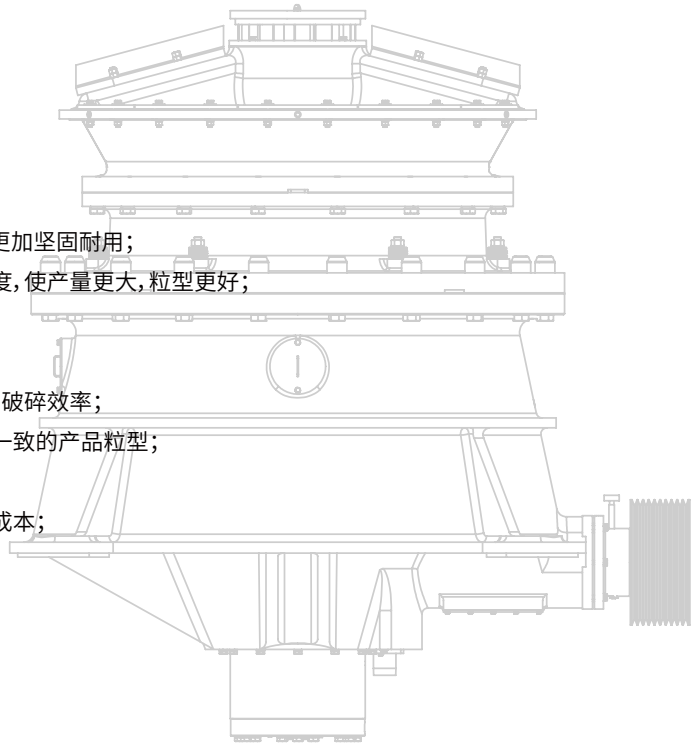 更加坚固耐用；
度，使产量更大，粒型更好；
破碎效率；
一致的产品粒型；
成本；